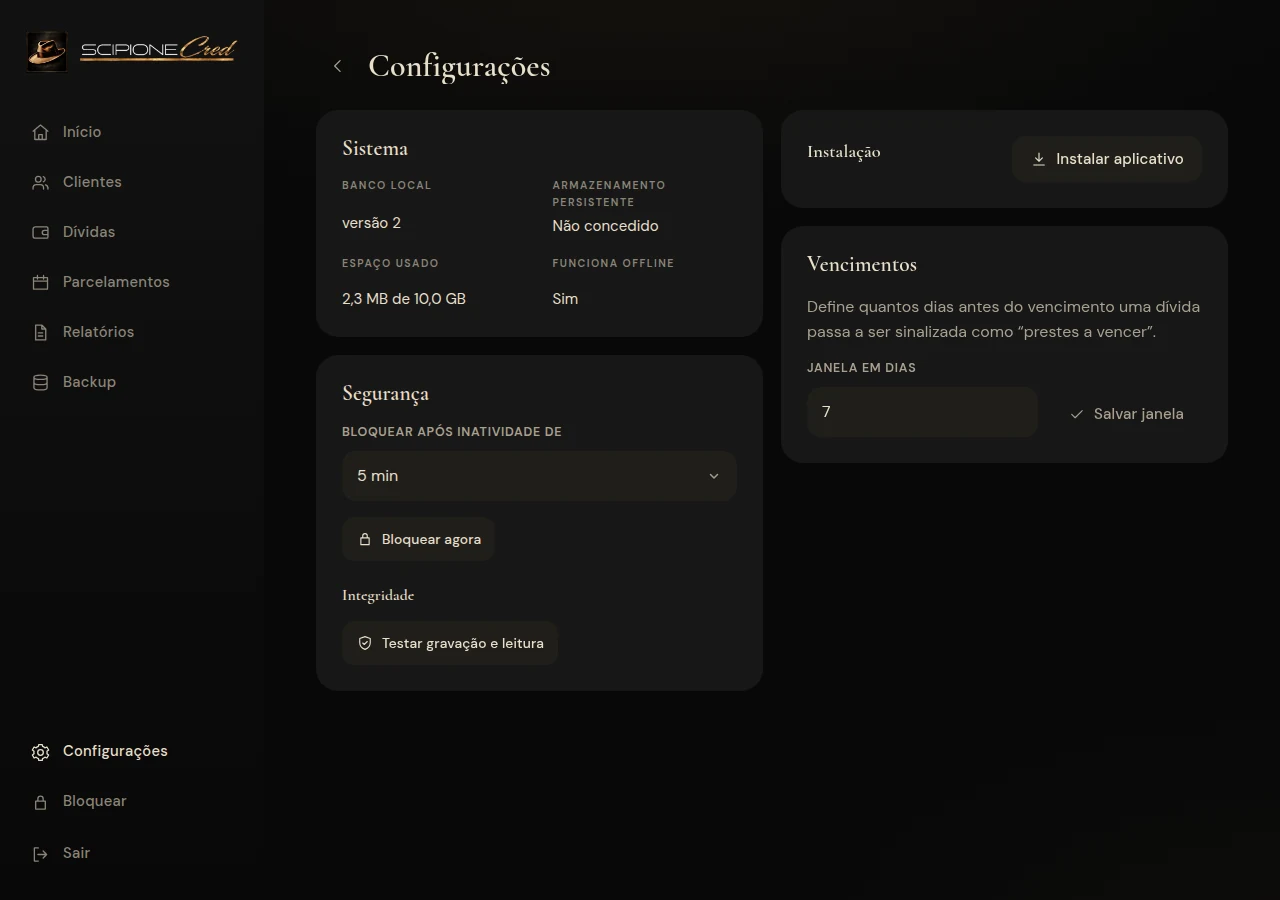 SCIPIONE Cred
Início
Clientes
Dívidas
Parcelamentos
Relatórios
Backup
Configurações
Bloquear
Sair
Configurações
Sistema
BANCO LOCAL
versão 2
ARMAZENAMENTO
PERSISTENTE
Não concedido
ESPAÇO USADO
2,3 MB de 10,0 GB
FUNCIONA OFFLINE
Sim
Segurança
BLOQUEAR APÓS INATIVIDADE DE
5 min
Bloquear agora
Integridade
Testar gravação e leitura
Instalação
Instalar aplicativo
Vencimentos
Define quantos dias antes do vencimento uma dívida
passa a ser sinalizada como “prestes a vencer”.
JANELA EM DIAS
7
Salvar janela